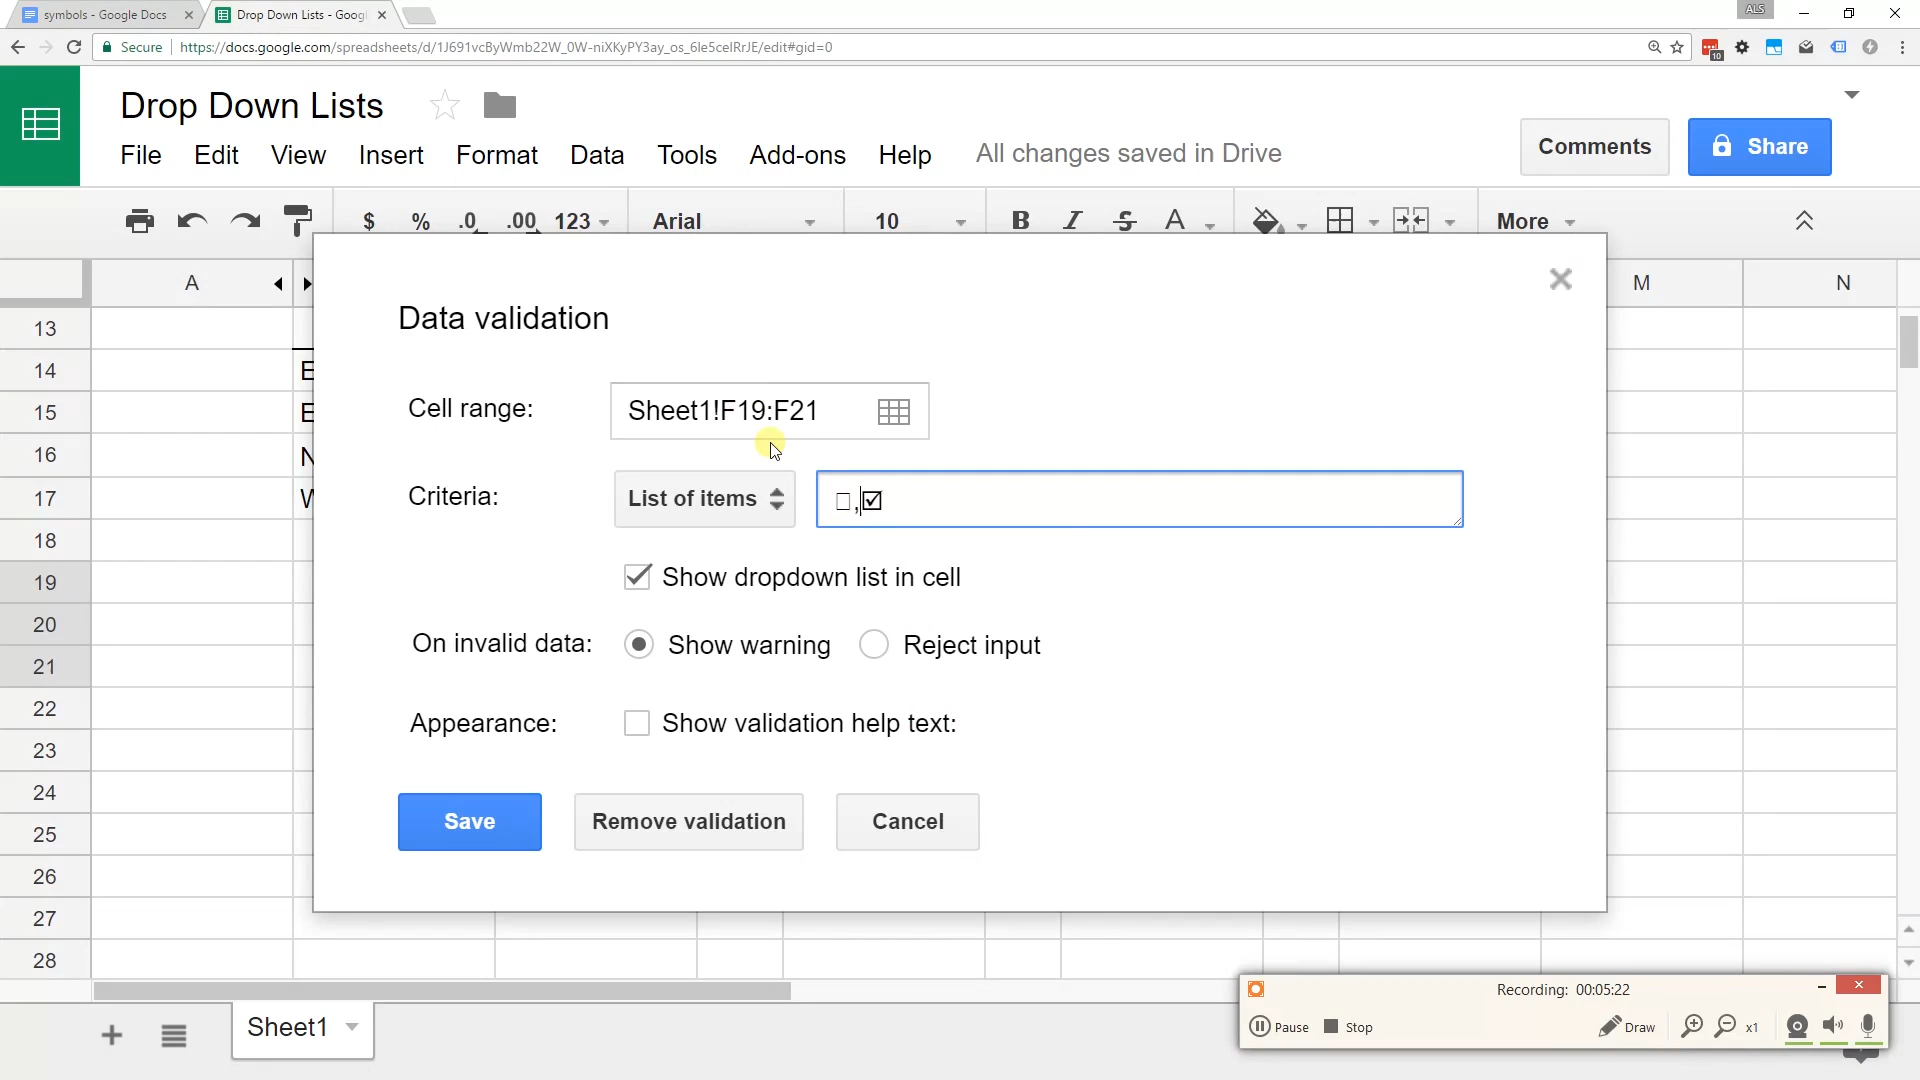 symbols - Google Docs
Drop Down Lists - Googl
ALS
Secure
https://docs.google.com/spreadsheets/d/1J691vcByWmb22W_0W-niXKyPY3ay_os_6le5celRrJE/edit#gid=0
10
Drop Down Lists
File Edit View Insert Format Data Tools Add-ons Help All changes saved in Drive
Comments
Share
$ % .0 .00 123 Arial 10 B I S A More
A M N
13
14 E
15 E
16 N
17 W
18
19
20
21
22
23
24
25
26
27
28
Data validation
Cell range: Sheet1!F19:F21
Criteria: List of items ☐,☑
Show dropdown list in cell
On invalid data: Show warning Reject input
Appearance: Show validation help text:
Save Remove validation Cancel
Sheet1
Recording: 00:05:22
Pause Stop Draw x1